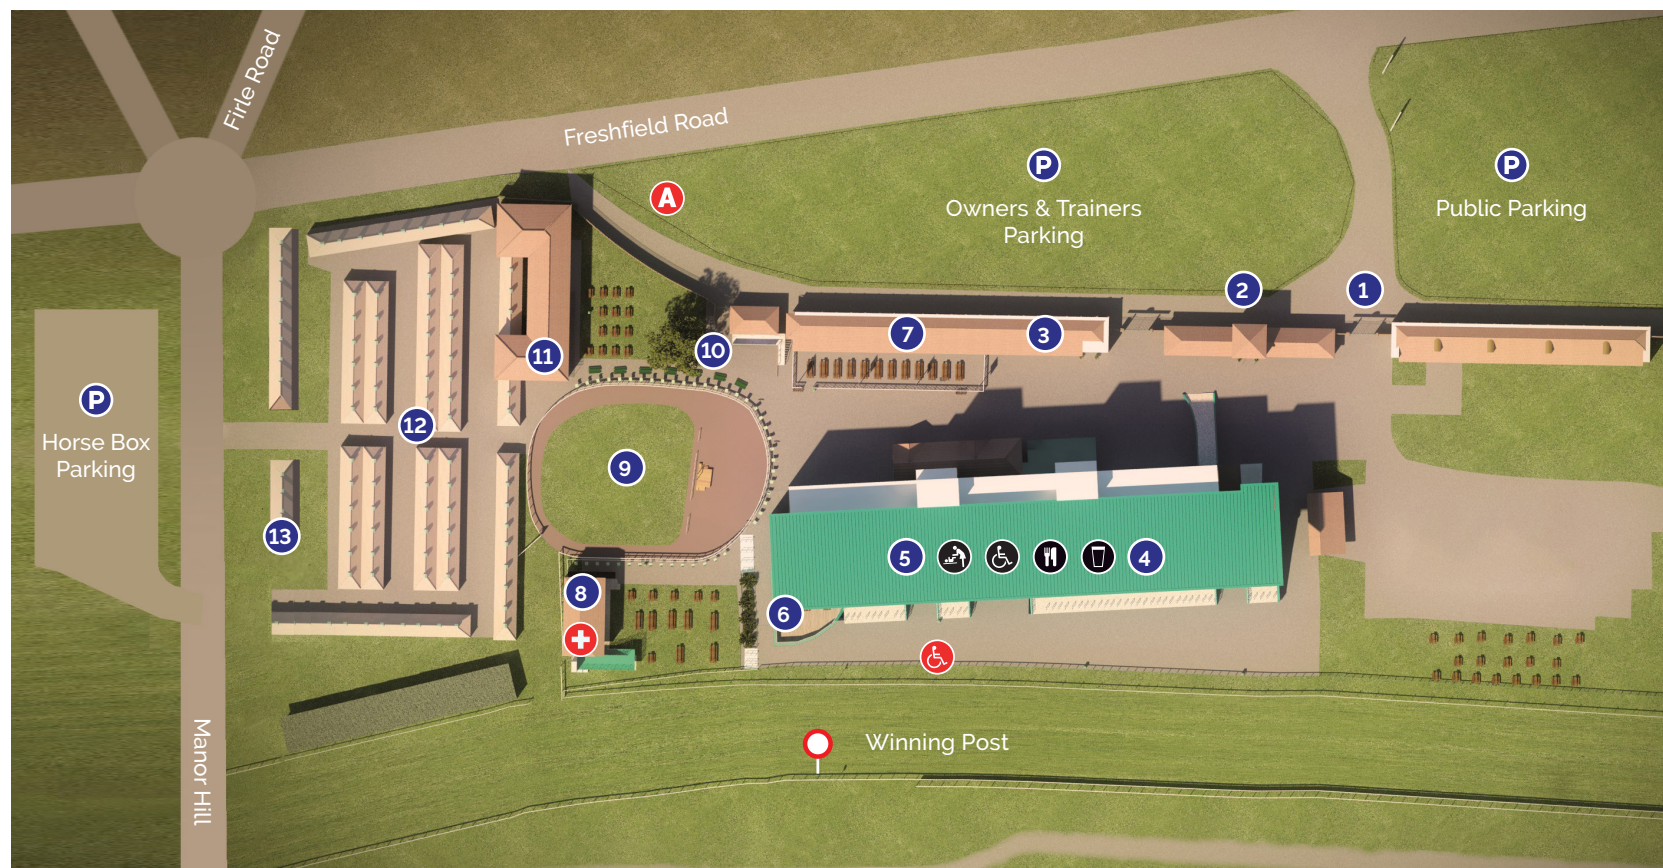 Firle Road
Freshfield Road
A
P
Owners & Trainers
Parking
P
Public Parking
2
1
7
3
10
11
P
Horse Box
Parking
12
9
13
5
4
8
6
Manor Hill
Winning Post